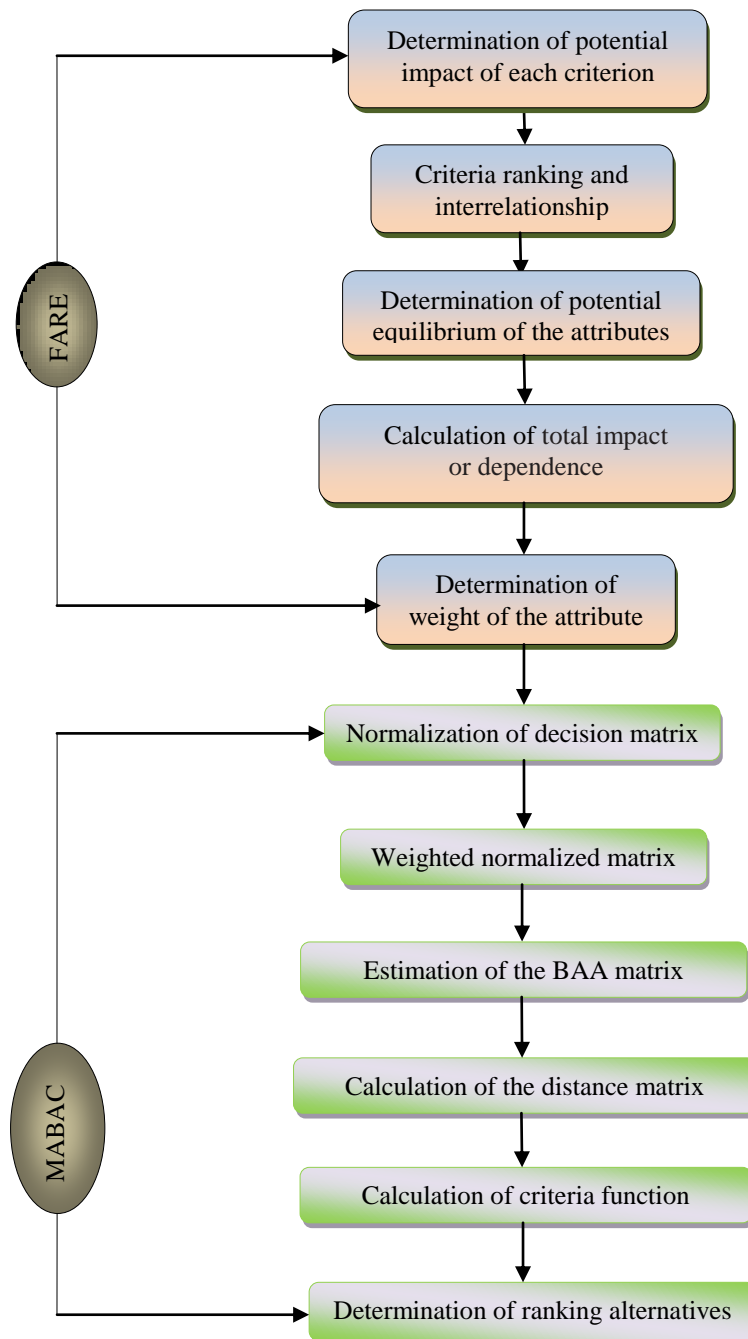 Determination of potential
impact of each criterion
Criteria ranking and
interrelationship
Determination of potential
equilibrium of the attributes
FARE
Calculation of total impact
or dependence
Determination of
weight of the attribute
Normalization of decision matrix
Weighted normalized matrix
Estimation of the BAA matrix
Calculation of the distance matrix
MABAC
Calculation of criteria function
Determination of ranking alternatives